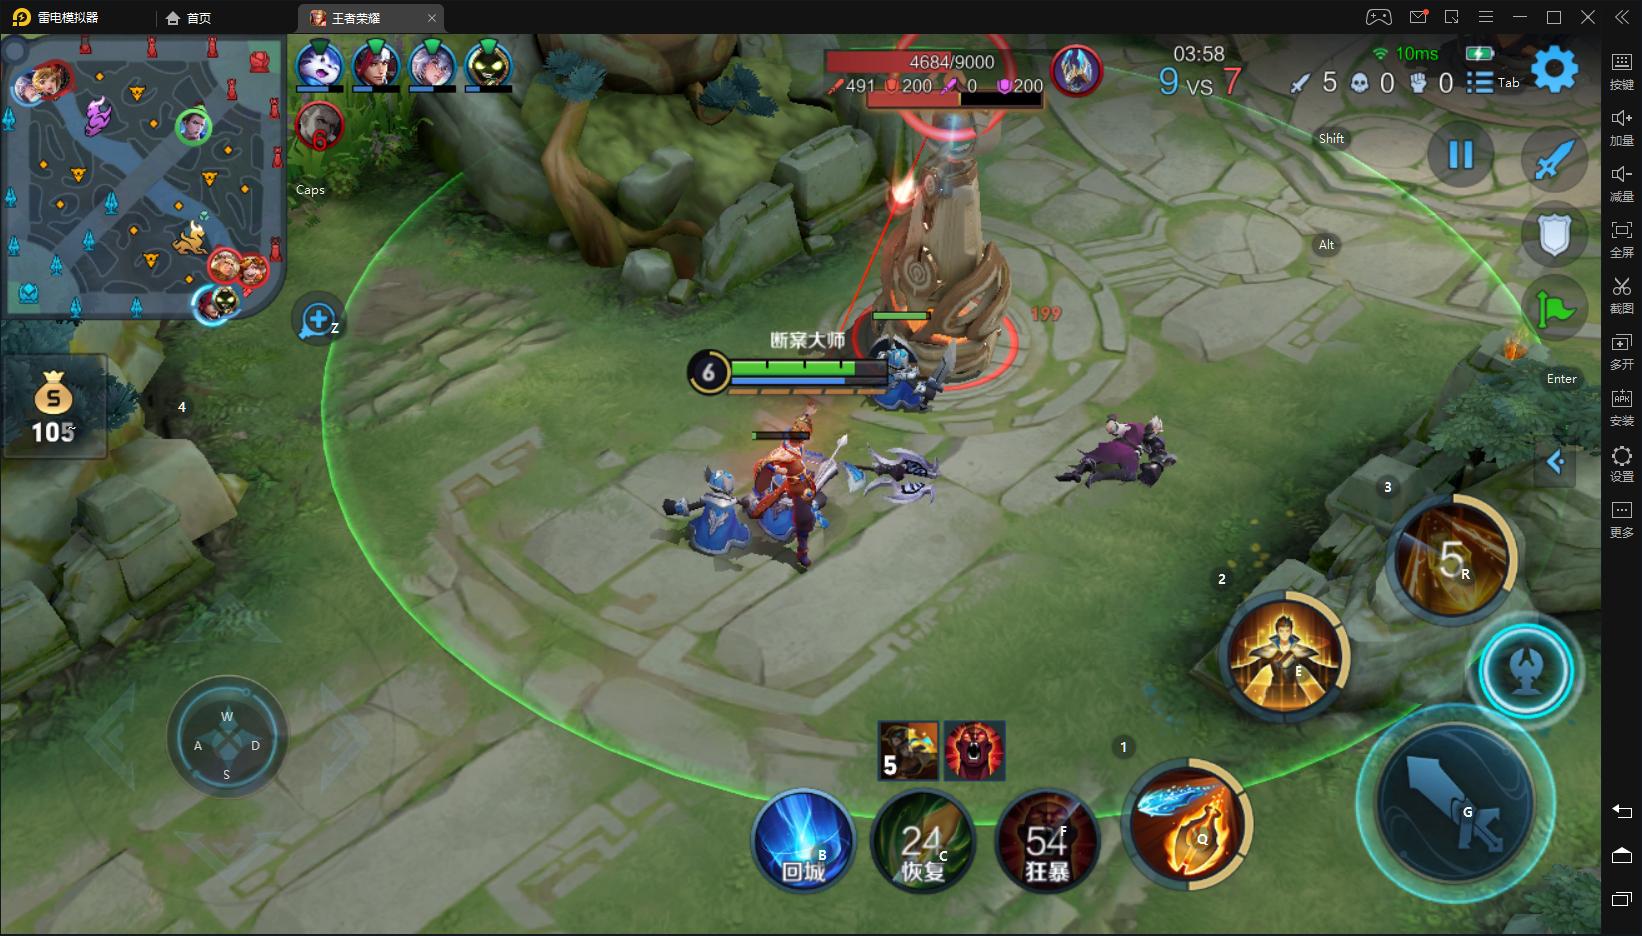 雷电模拟器
首页
王者荣耀
4684/9000
491 200 0 200
03:58
9 VS 7
10ms
5 0 0
Tab
6
Caps
Shift
Alt
Z
199
断案大师
6
Enter
S
105
4
3
5
R
2
E
W
A D
S
5
1
回城
B
24
恢复
C
54
狂暴
F
Q
G
按键
加量
减量
全屏
截图
多开
APK
安装
设置
更多